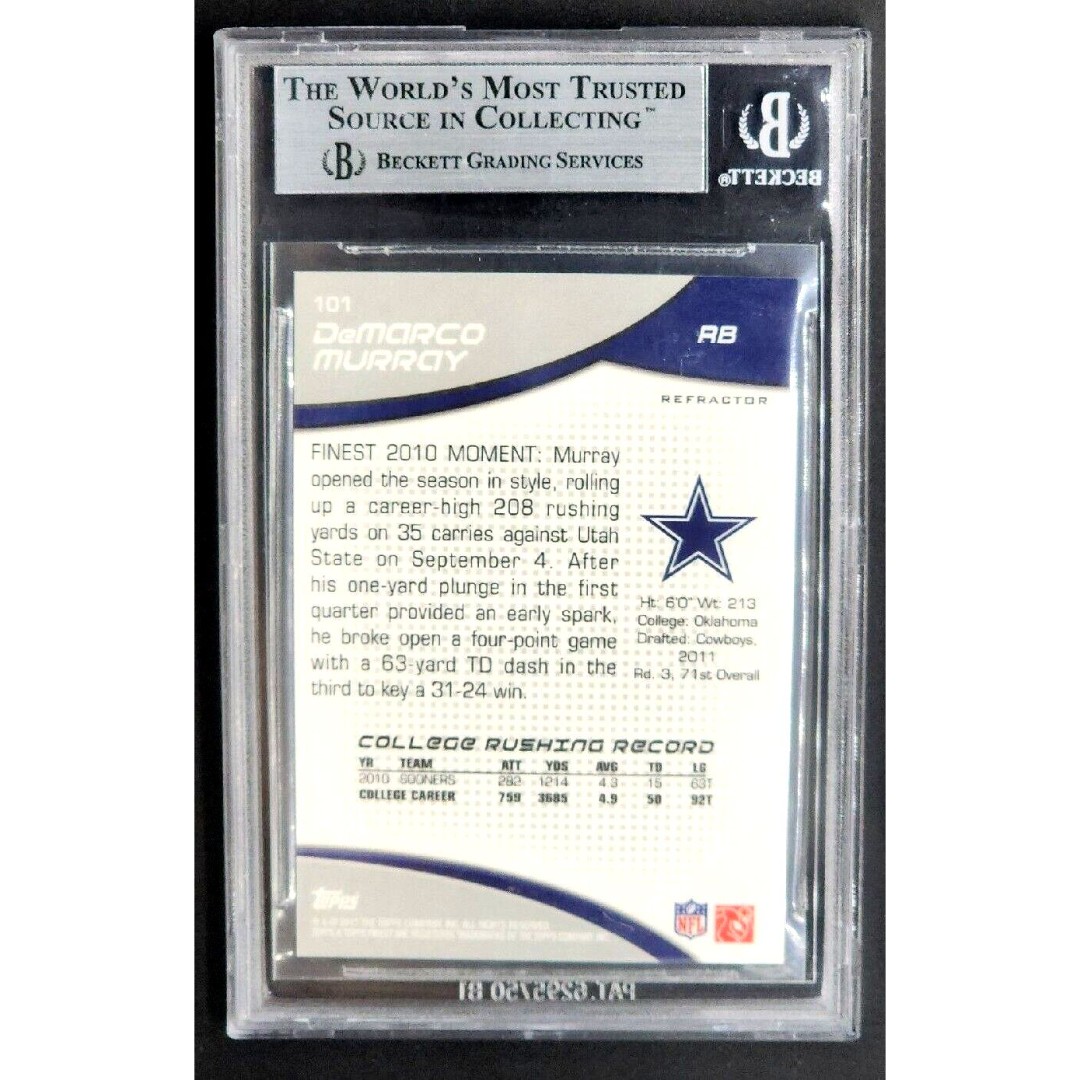 THE WORLD'S MOST TRUSTED
SOURCE IN COLLECTING™
B BECKETT GRADING SERVICES
B
BECKETT®
101
DeMARCO
MURRAY
RB
REFRACTOR
FINEST 2010 MOMENT: Murray
opened the season in style, rolling
up a career-high 208 rushing
yards on 35 carries against Utah
State on September 4. After
his one-yard plunge in the first
quarter provided an early spark,
he broke open a four-point game
with a 63-yard TD dash in the
third to key a 31-24 win.
Ht: 6'0" Wt: 213
College: Oklahoma
Drafted: Cowboys,
2011
Rd. 3, 71st Overall
COLLEGE RUSHING RECORD
YR TEAM ATT YDS AVG TD LG
2010 SOONERS 282 1214 4.3 15 63T
COLLEGE CAREER 759 3685 4.9 50 92T
Topps
NFL
PAT. 6295750 B1